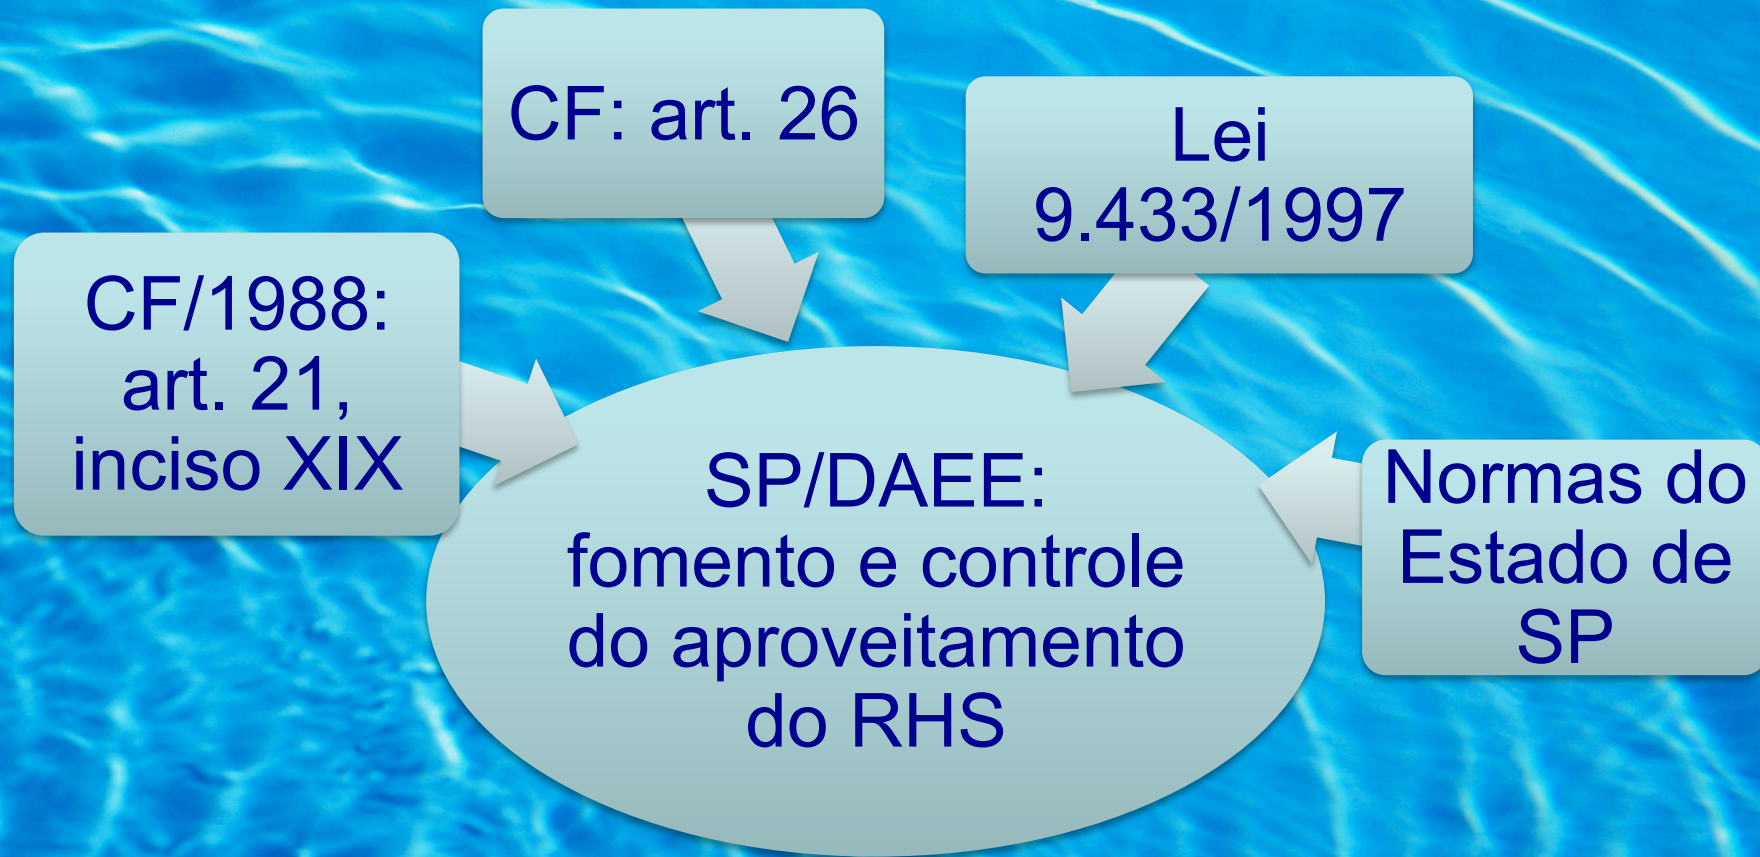 CF: art. 26
Lei
9.433/1997
CF/1988:
art. 21,
inciso XIX
SP/DAEE:
fomento e controle
do aproveitamento
do RHS
Normas do
Estado de
SP